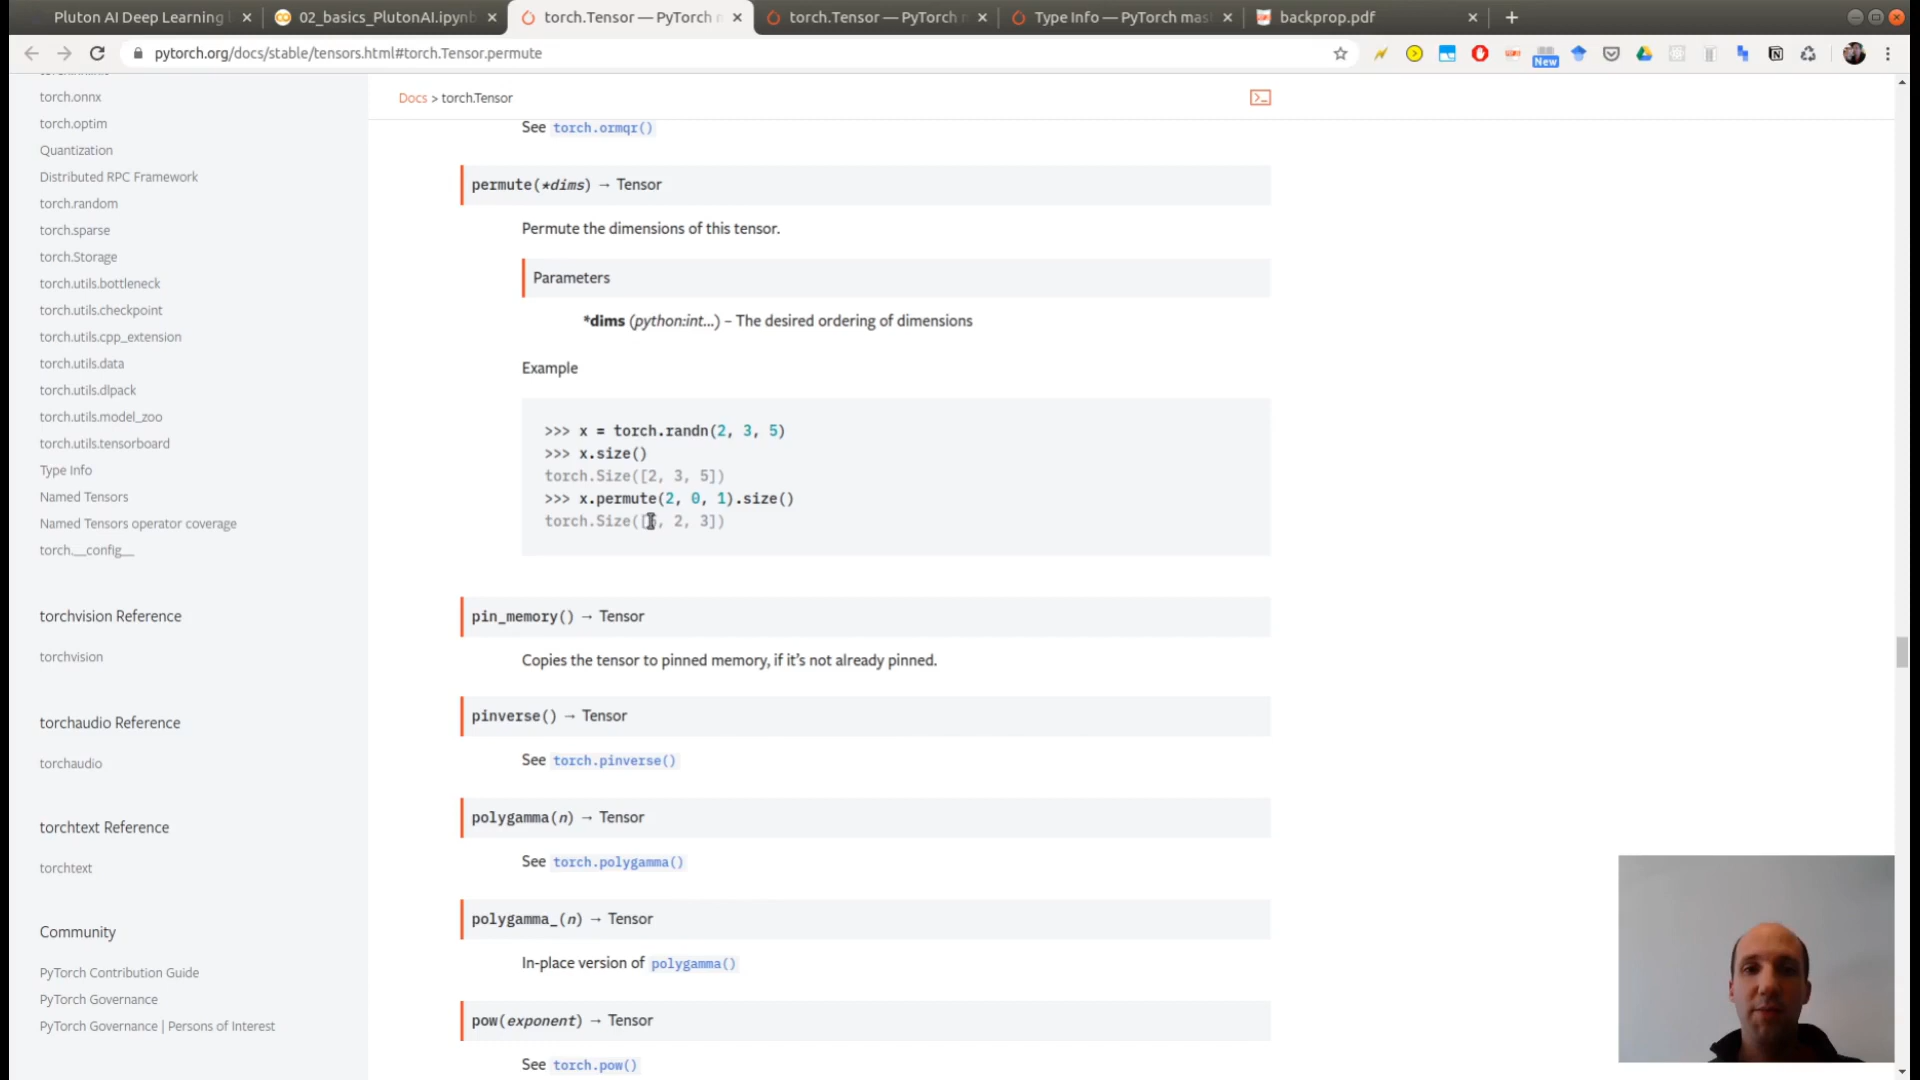 Pluton AI Deep Learning
02_basics_PlutonAI.ipynb
torch.Tensor — PyTorch
torch.Tensor — PyTorch
Type Info — PyTorch mas
backprop.pdf
pytorch.org/docs/stable/tensors.html#torch.Tensor.permute
New
torch.onnx
torch.optim
Quantization
Distributed RPC Framework
torch.random
torch.sparse
torch.Storage
torch.utils.bottleneck
torch.utils.checkpoint
torch.utils.cpp_extension
torch.utils.data
torch.utils.dlpack
torch.utils.model_zoo
torch.utils.tensorboard
Type Info
Named Tensors
Named Tensors operator coverage
torch.__config__
torchvision Reference
torchvision
torchaudio Reference
torchaudio
torchtext Reference
torchtext
Community
PyTorch Contribution Guide
PyTorch Governance
PyTorch Governance | Persons of Interest
Docs > torch.Tensor
See torch.ormqr()
permute(*dims) → Tensor
Permute the dimensions of this tensor.
Parameters
*dims (python:int...) – The desired ordering of dimensions
Example
>>> x = torch.randn(2, 3, 5)
>>> x.size()
torch.Size([2, 3, 5])
>>> x.permute(2, 0, 1).size()
torch.Size([ , 2, 3])
pin_memory() → Tensor
Copies the tensor to pinned memory, if it's not already pinned.
pinverse() → Tensor
See torch.pinverse()
polygamma(n) → Tensor
See torch.polygamma()
polygamma_(n) → Tensor
In-place version of polygamma()
pow(exponent) → Tensor
See torch.pow()